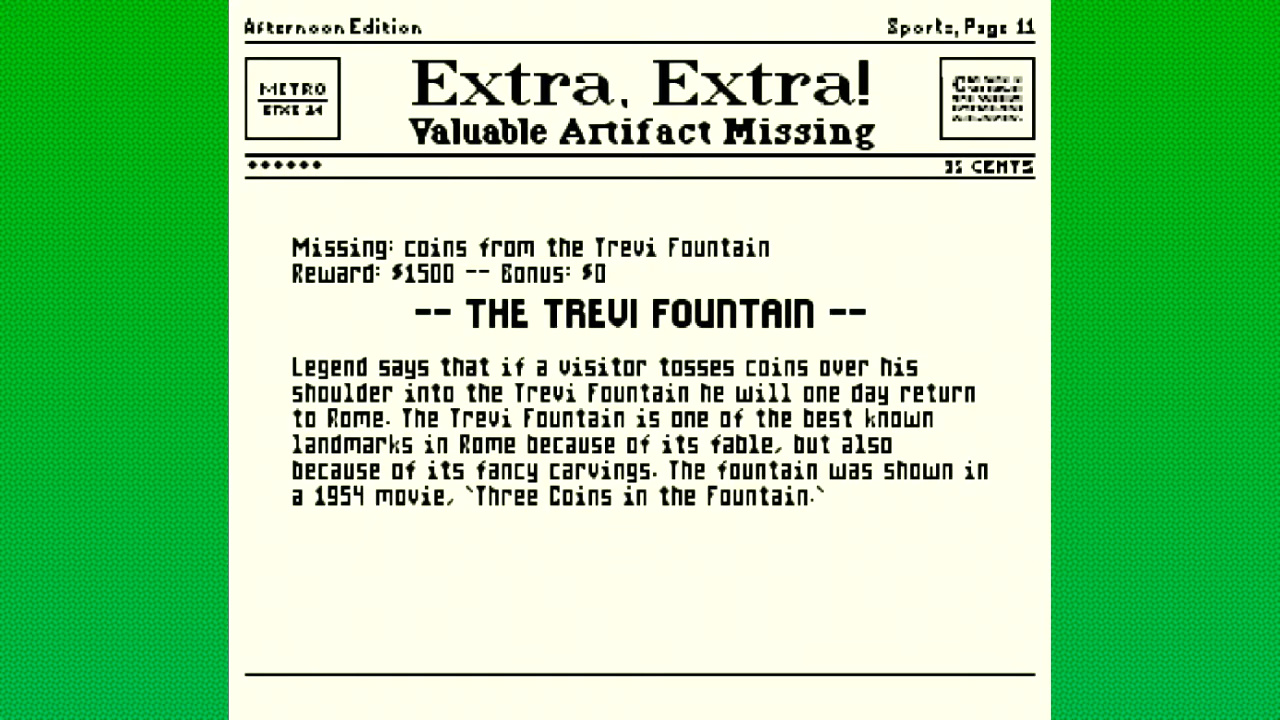 Afternoon Edition
Sports, Page 11
METRO
Extra, Extra!
Valuable Artifact Missing
35 CENTS
Missing: coins from the Trevi Fountain
Reward: $1500 -- Bonus: $0
-- THE TREVI FOUNTAIN --
Legend says that if a visitor tosses coins over his
shoulder into the Trevi Fountain he will one day return
to Rome. The Trevi Fountain is one of the best known
landmarks in Rome because of its fable, but also
because of its fancy carvings. The fountain was shown in
a 1954 movie, `Three Coins in the Fountain.`